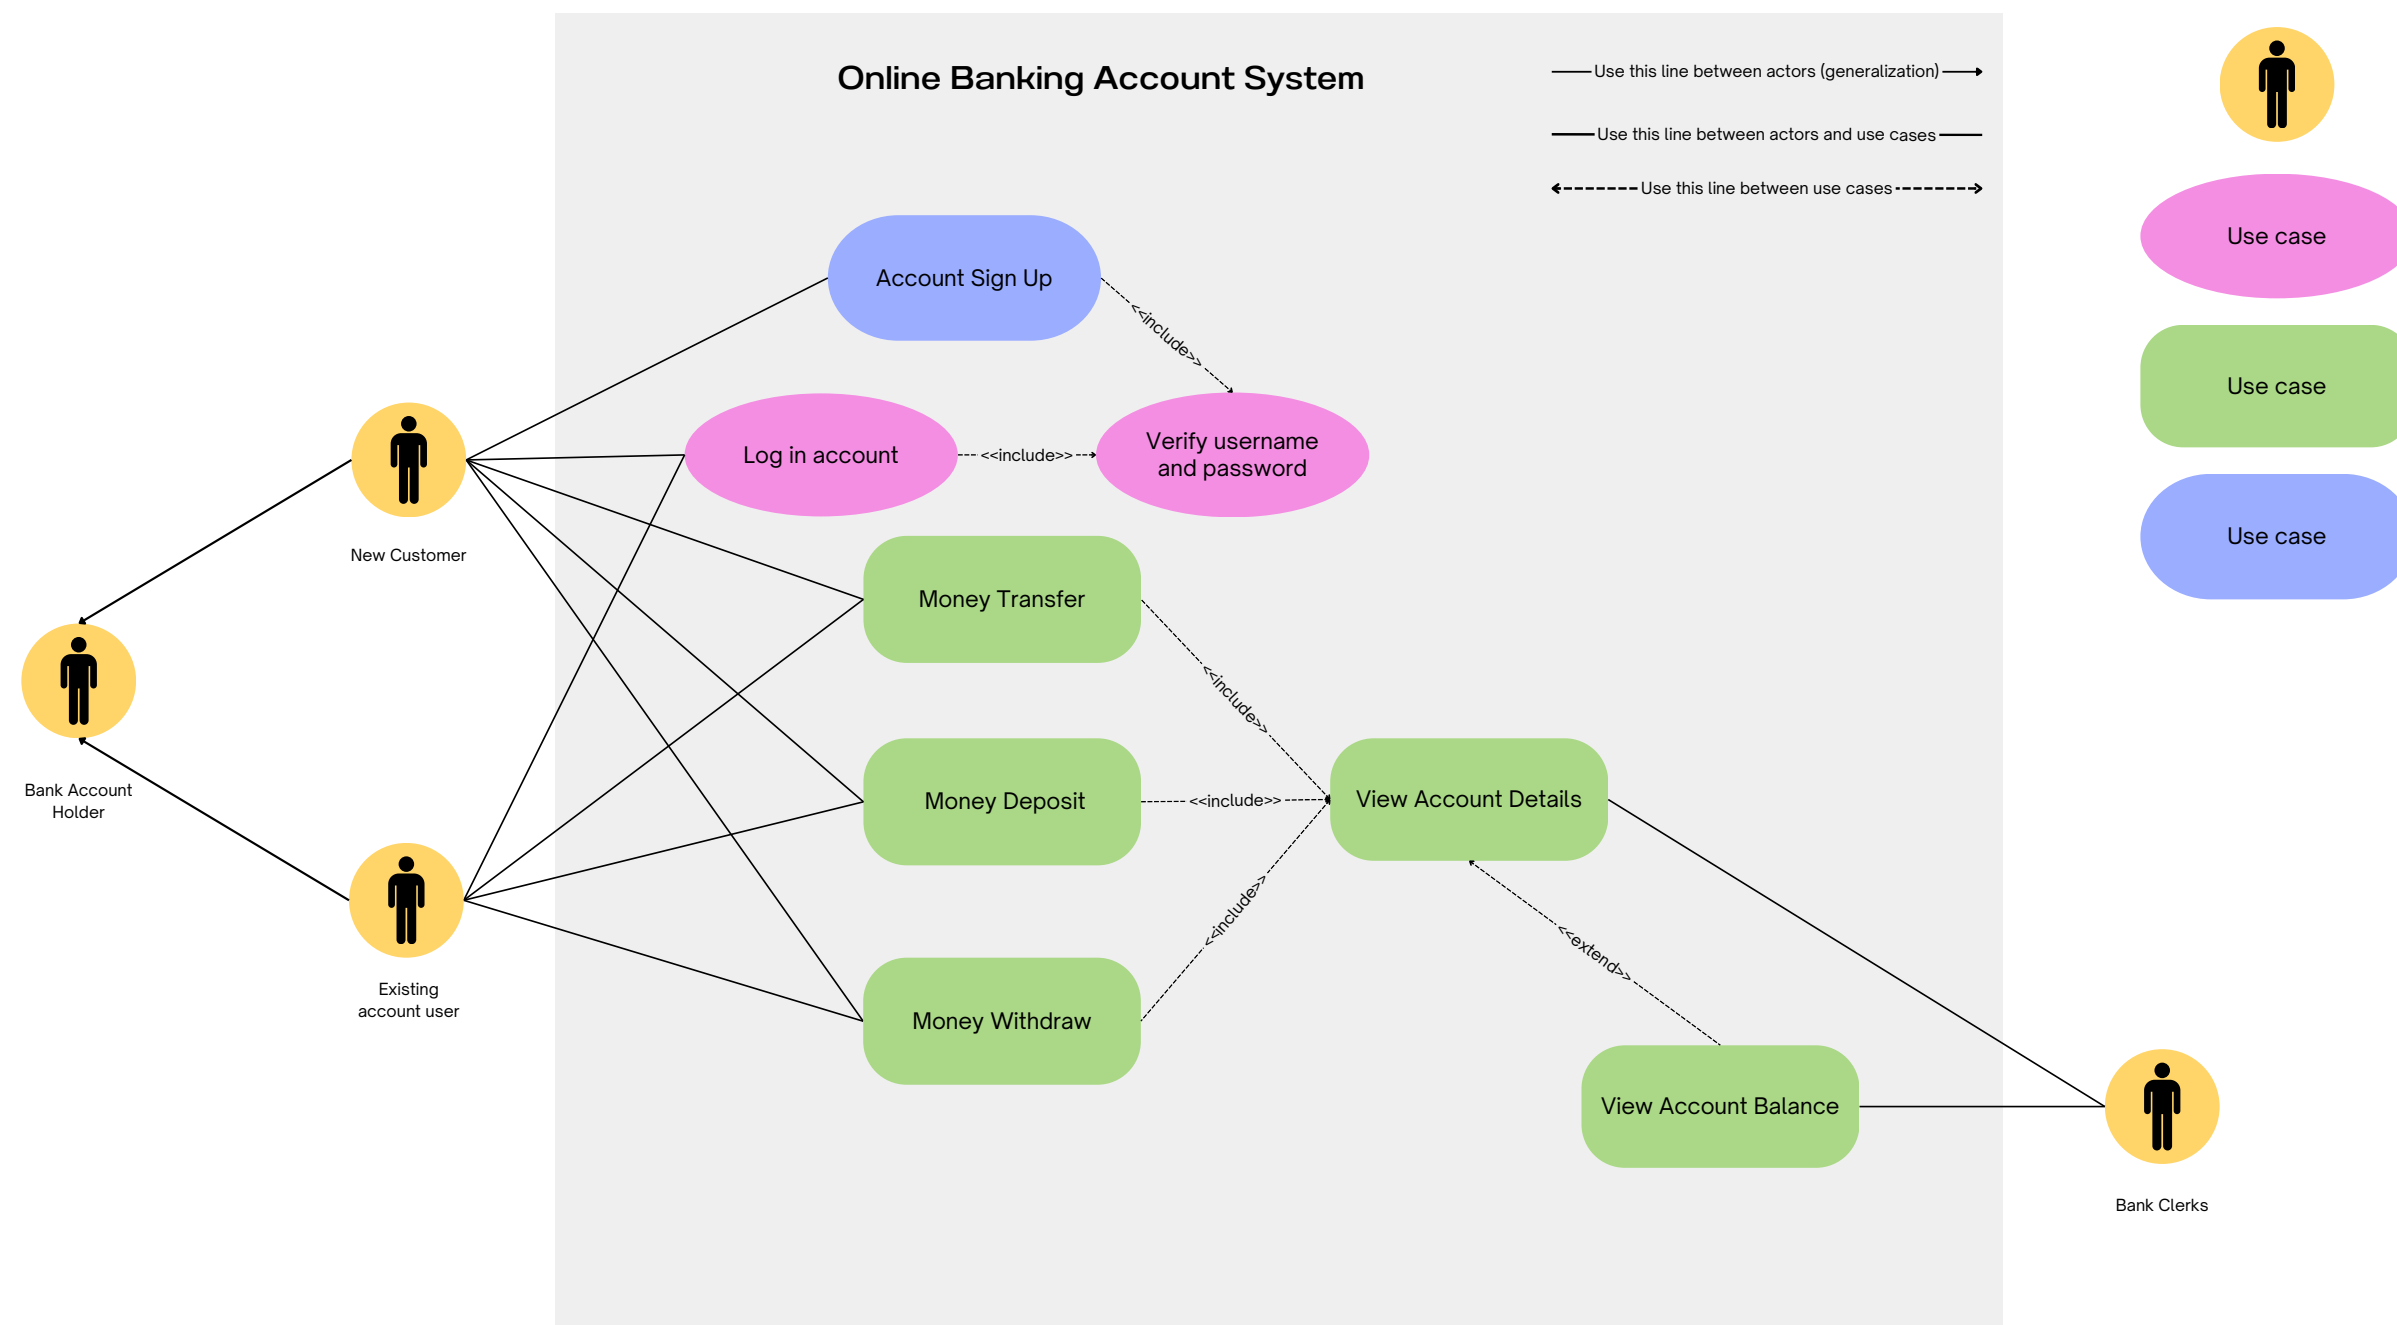 Online Banking Account System
Use this line between actors (generalization)
Use this line between actors and use cases
Use this line between use cases
Use case
Use case
Use case
Account Sign Up
<<include>>
Log in account
<<include>>
Verify username
and password
New Customer
Money Transfer
<<include>>
Bank Account
Holder
Money Deposit
<<include>>
View Account Details
<<include>>
<<extend>>
Existing
account user
Money Withdraw
View Account Balance
Bank Clerks